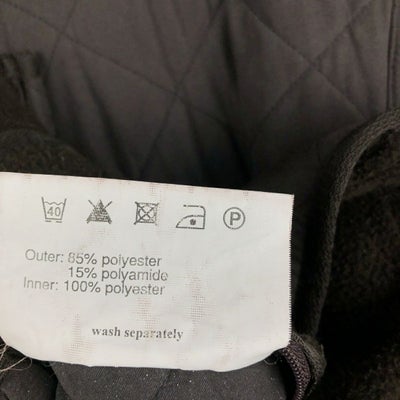 40 P
Outer: 85% polyester
15% polyamide
Inner: 100% polyester
wash separately